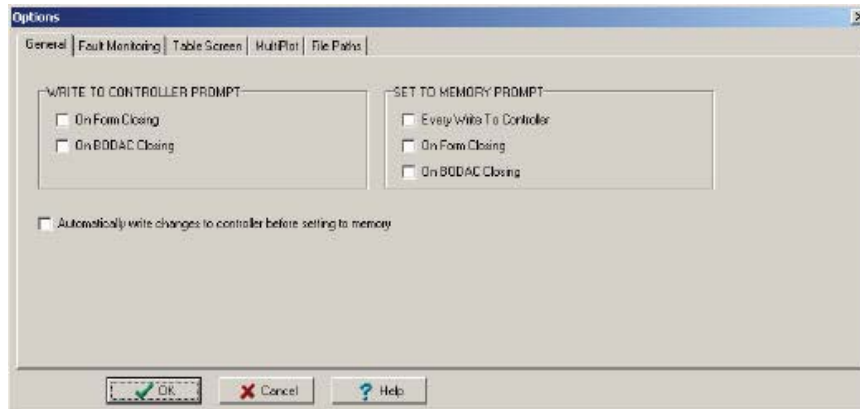 Options
General Fault Monitoring Table Screen MultiPlot File Paths
WRITE TO CONTROLLER PROMPT
On Form Closing
On BODAC Closing
SET TO MEMORY PROMPT
Every Write To Controller
On Form Closing
On BODAC Closing
Automatically write changes to controller before setting to memory
OK Cancel Help